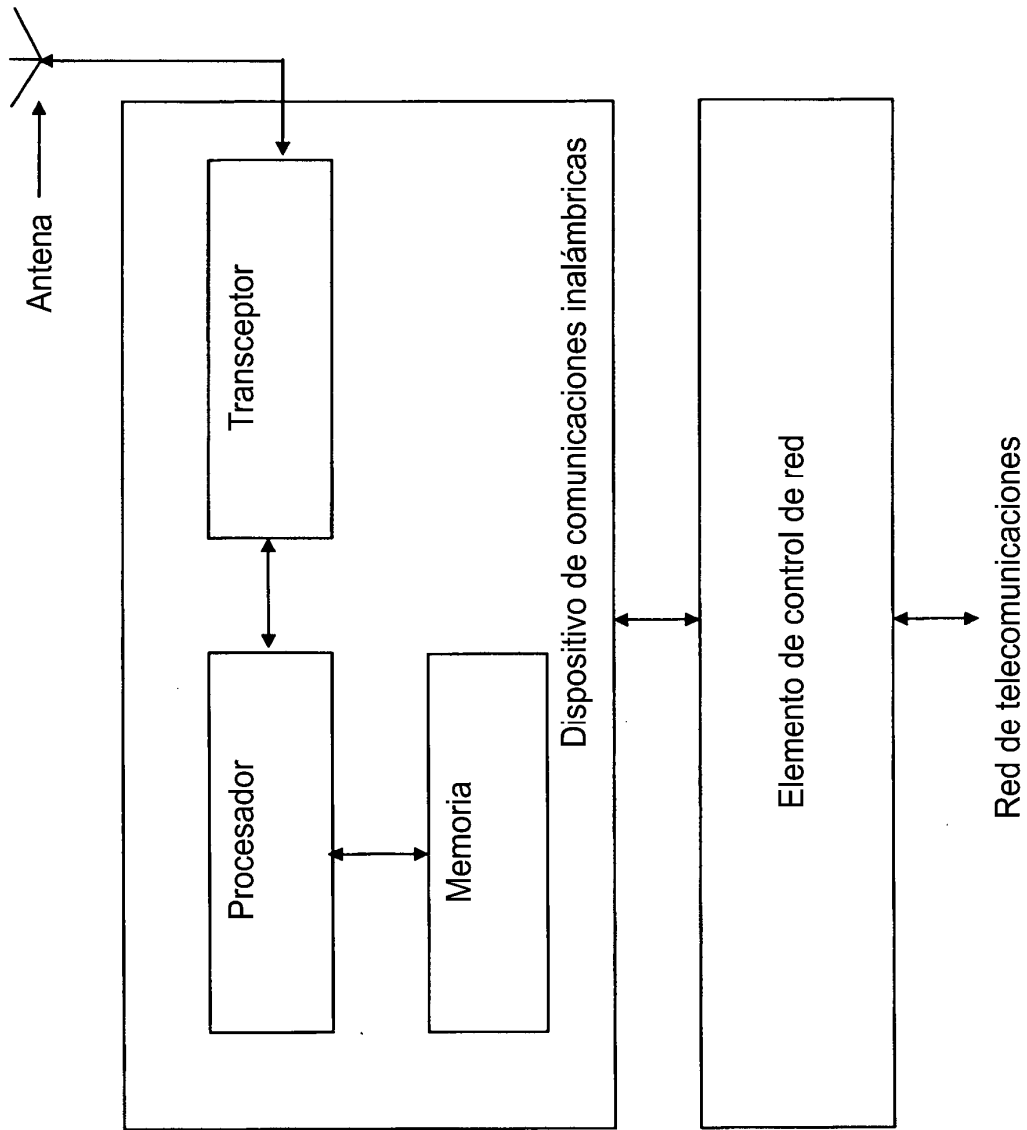 Antena
Procesador
Transceptor
Memoria
Dispositivo de comunicaciones inalámbricas
Elemento de control de red
Red de telecomunicaciones